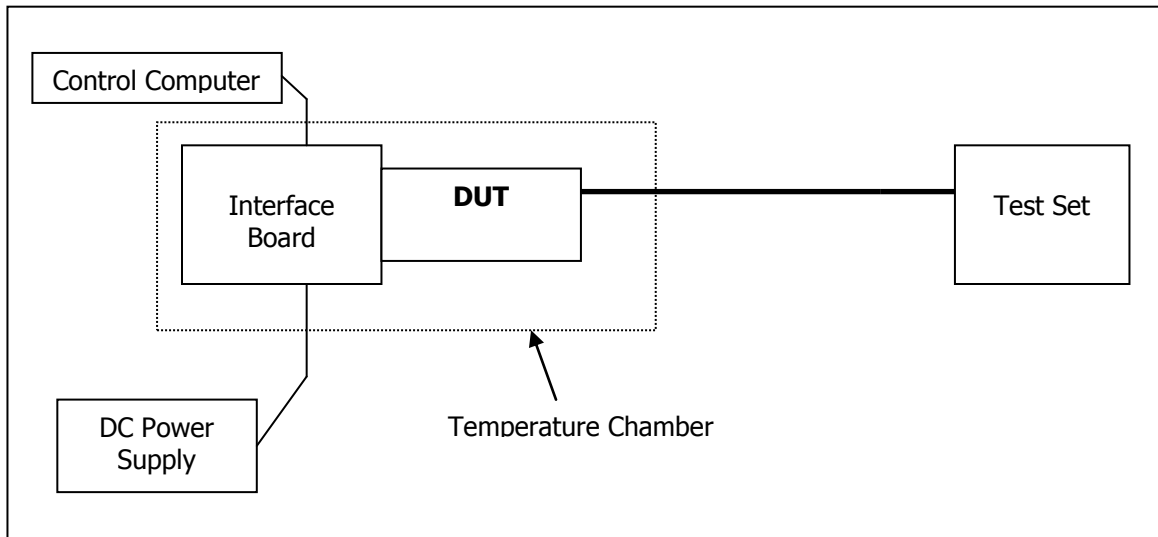 Control Computer
Interface
Board
DUT
Test Set
DC Power
Supply
Temperature Chamber